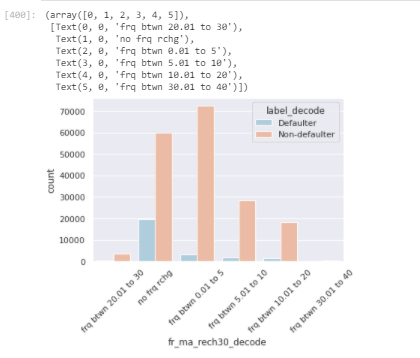 [400]: (array([0, 1, 2, 3, 4, 5]),
[Text(0, 0, 'frq btwn 20.01 to 30'),
Text(1, 0, 'no frq rchg'),
Text(2, 0, 'frq btwn 0.01 to 5'),
Text(3, 0, 'frq btwn 5.01 to 10'),
Text(4, 0, 'frq btwn 10.01 to 20'),
Text(5, 0, 'frq btwn 30.01 to 40')])
label_decode
Defaulter
Non-defaulter
70000
60000
50000
40000
30000
20000
10000
0
count
frq btwn 20.01 to 30
no frq rchg
frq btwn 0.01 to 5
frq btwn 5.01 to 10
frq btwn 10.01 to 20
frq btwn 30.01 to 40
fr_ma_rech30_decode